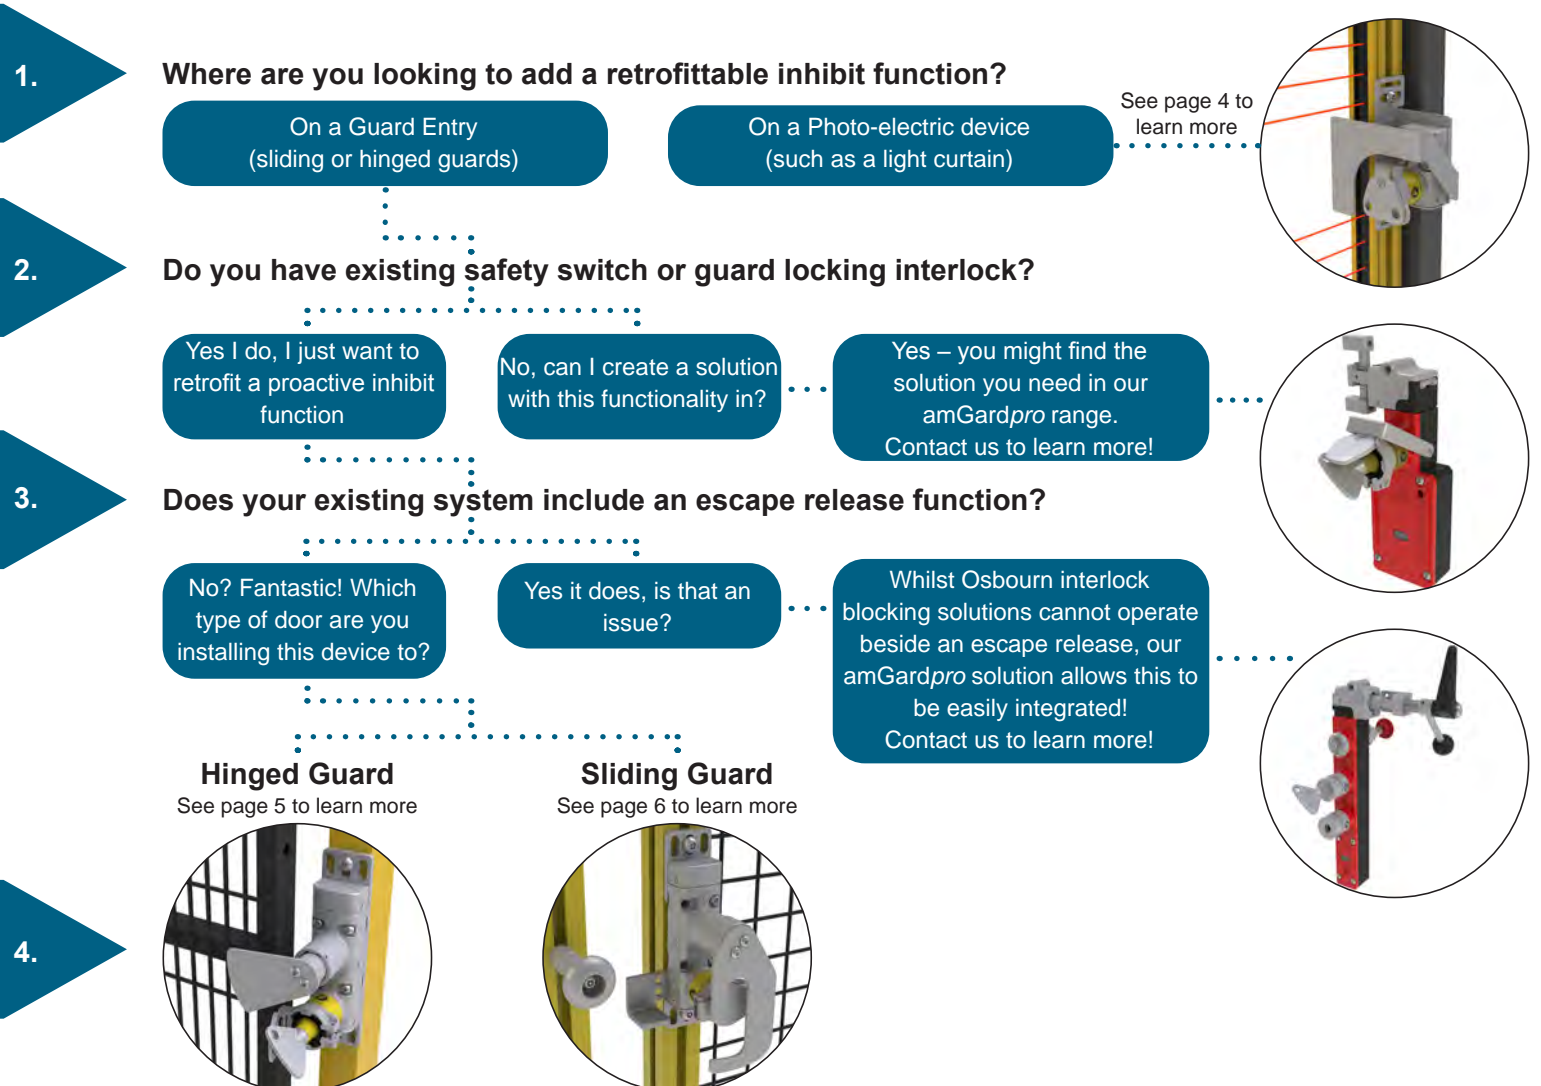 1.
Where are you looking to add a retrofittable inhibit function?
On a Guard Entry
(sliding or hinged guards)
On a Photo-electric device
(such as a light curtain)
See page 4 to
learn more
2.
Do you have existing safety switch or guard locking interlock?
Yes I do, I just want to
retrofit a proactive inhibit
function
No, can I create a solution
with this functionality in?
Yes – you might find the
solution you need in our
amGardpro range.
Contact us to learn more!
3.
Does your existing system include an escape release function?
No? Fantastic! Which
type of door are you
installing this device to?
Yes it does, is that an
issue?
Whilst Osbourn interlock
blocking solutions cannot operate
beside an escape release, our
amGardpro solution allows this to
be easily integrated!
Contact us to learn more!
4.
Hinged Guard
See page 5 to learn more
Sliding Guard
See page 6 to learn more